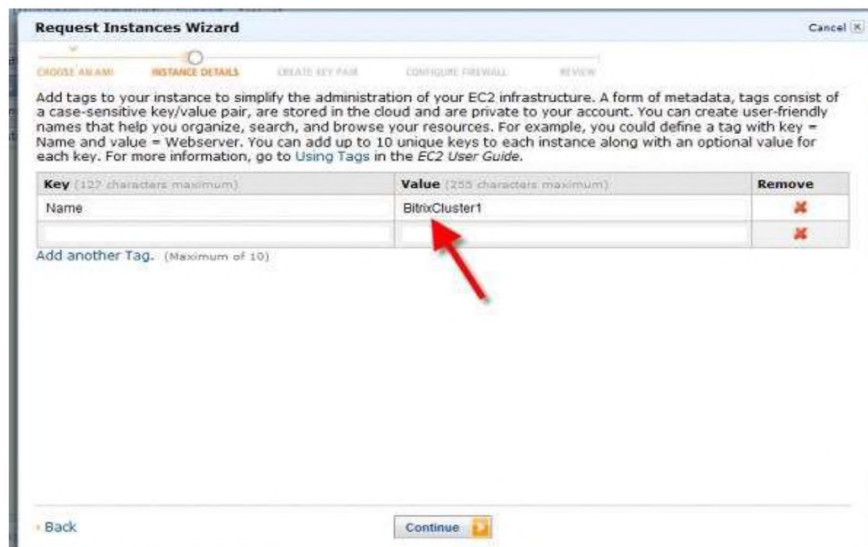 Request Instances Wizard
Cancel
CHOOSE AN AMI INSTANCE DETAILS CREATE KEY PAIR CONFIGURE FIREWALL REVIEW
Add tags to your instance to simplify the administration of your EC2 infrastructure. A form of metadata, tags consist of
a case-sensitive key/value pair, are stored in the cloud and are private to your account. You can create user-friendly
names that help you organize, search, and browse your resources. For example, you could define a tag with key =
Name and value = Webserver. You can add up to 10 unique keys to each instance along with an optional value for
each key. For more information, go to Using Tags in the EC2 User Guide.
Key (127 characters maximum) Value (255 characters maximum) Remove
Name BitrixCluster1
Add another Tag. (Maximum of 10)
Back Continue